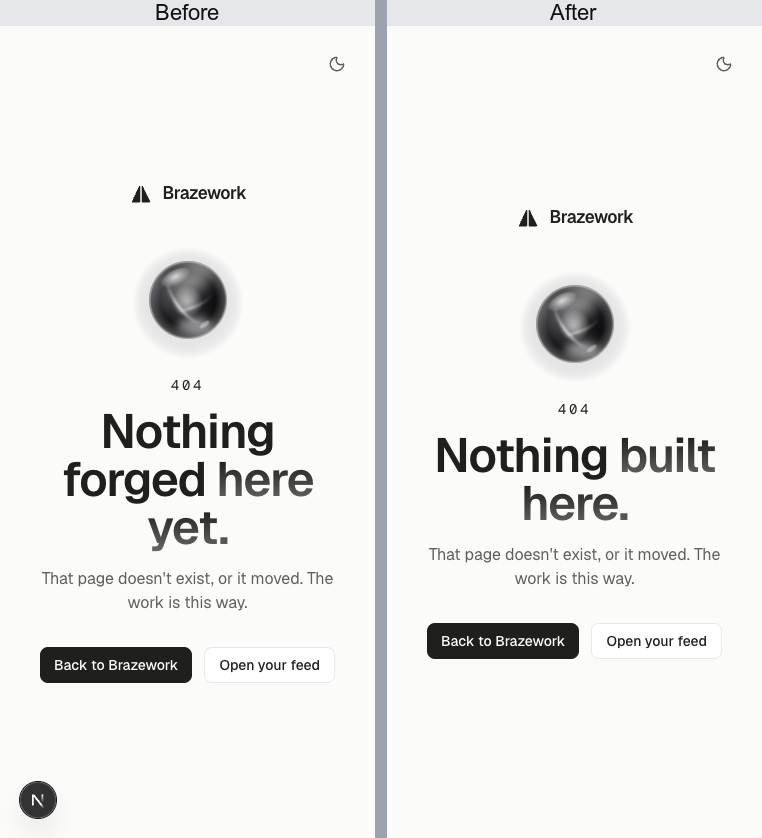 Before
Brazework
404
Nothing
forged here
yet.
That page doesn't exist, or it moved. The
work is this way.
Back to Brazework
Open your feed
N
After
Brazework
404
Nothing built
here.
That page doesn't exist, or it moved. The
work is this way.
Back to Brazework
Open your feed